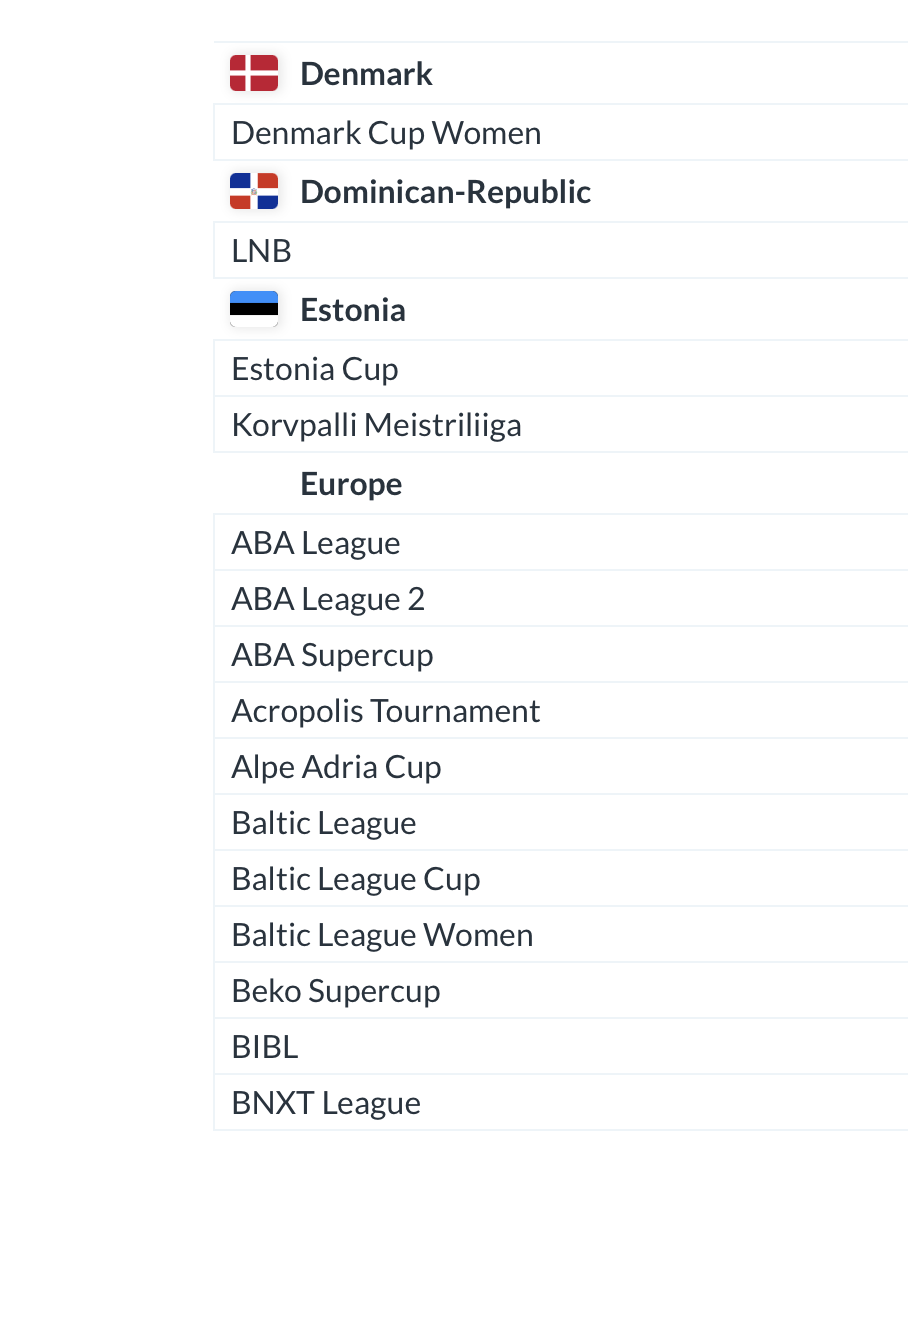 Denmark
Denmark Cup Women
Dominican-Republic
LNB
Estonia
Estonia Cup
Korvpalli Meistriliiga
Europe
ABA League
ABA League 2
ABA Supercup
Acropolis Tournament
Alpe Adria Cup
Baltic League
Baltic League Cup
Baltic League Women
Beko Supercup
BIBL
BNXT League